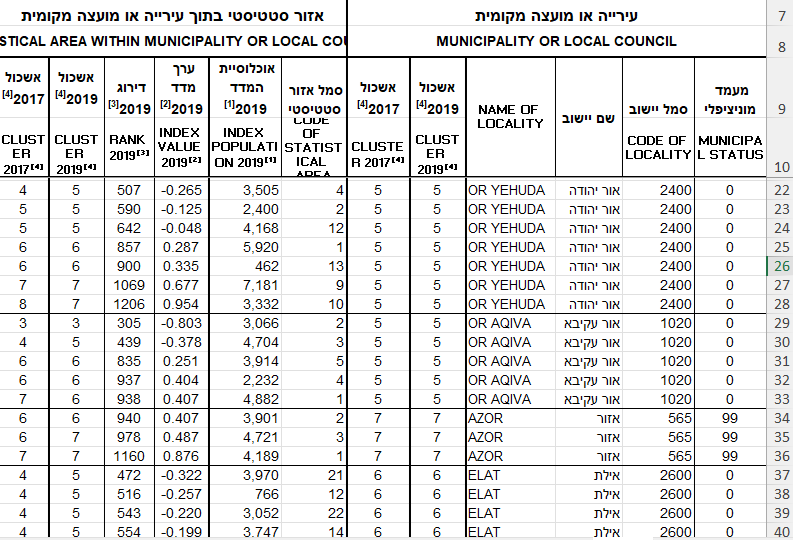 7 עירייה או מועצה מקומית אזור סטטיסטי בתוך עירייה או מועצה מקומית
8 MUNICIPALITY OR LOCAL COUNCIL STICAL AREA WITHIN MUNICIPALITY OR LOCAL COU
9 מעמד מוניציפלי סמל יישוב שם יישוב NAME OF LOCALITY אשכול 2019[4] אשכול 2017[4] סמל אזור סטטיסטי אוכלוסיית המדד 2019[1] ערך מדד 2019[2] דירוג 2019[3] אשכול 2019[4] אשכול 2017[4]
10 MUNICIPAL STATUS CODE OF LOCALITY CLUSTER 2019[4] CLUSTER 2017[4] CODE OF STATISTICAL AREA INDEX POPULATION 2019[1] INDEX VALUE 2019[2] RANK 2019[3] CLUSTER 2019[4] CLUSTER 2017[4]
22 0 2400 אור יהודה OR YEHUDA 5 5 4 3,505 -0.265 507 5 4
23 0 2400 אור יהודה OR YEHUDA 5 5 2 2,400 -0.125 590 5 5
24 0 2400 אור יהודה OR YEHUDA 5 5 12 4,168 -0.048 642 5 5
25 0 2400 אור יהודה OR YEHUDA 5 5 1 5,920 0.287 857 6 6
26 0 2400 אור יהודה OR YEHUDA 5 5 13 462 0.335 900 6 6
27 0 2400 אור יהודה OR YEHUDA 5 5 9 7,181 0.677 1069 7 7
28 0 2400 אור יהודה OR YEHUDA 5 5 10 3,332 0.954 1206 7 8
29 0 1020 אור עקיבא OR AQIVA 5 5 2 3,066 -0.803 305 3 3
30 0 1020 אור עקיבא OR AQIVA 5 5 3 4,704 -0.378 439 5 4
31 0 1020 אור עקיבא OR AQIVA 5 5 5 3,914 0.251 835 6 6
32 0 1020 אור עקיבא OR AQIVA 5 5 4 2,232 0.404 937 6 6
33 0 1020 אור עקיבא OR AQIVA 5 5 1 4,882 0.407 938 6 7
34 99 565 אזור AZOR 7 7 2 3,901 0.407 940 6 6
35 99 565 אזור AZOR 7 7 3 4,721 0.487 978 7 6
36 99 565 אזור AZOR 7 7 1 4,189 0.876 1160 7 7
37 0 2600 אילת ELAT 6 6 21 3,970 -0.322 472 5 4
38 0 2600 אילת ELAT 6 6 12 766 -0.257 516 5 4
39 0 2600 אילת ELAT 6 6 22 3,052 -0.220 543 5 4
40 0 2600 אילת ELAT 6 6 14 3,747 -0.199 554 5 4